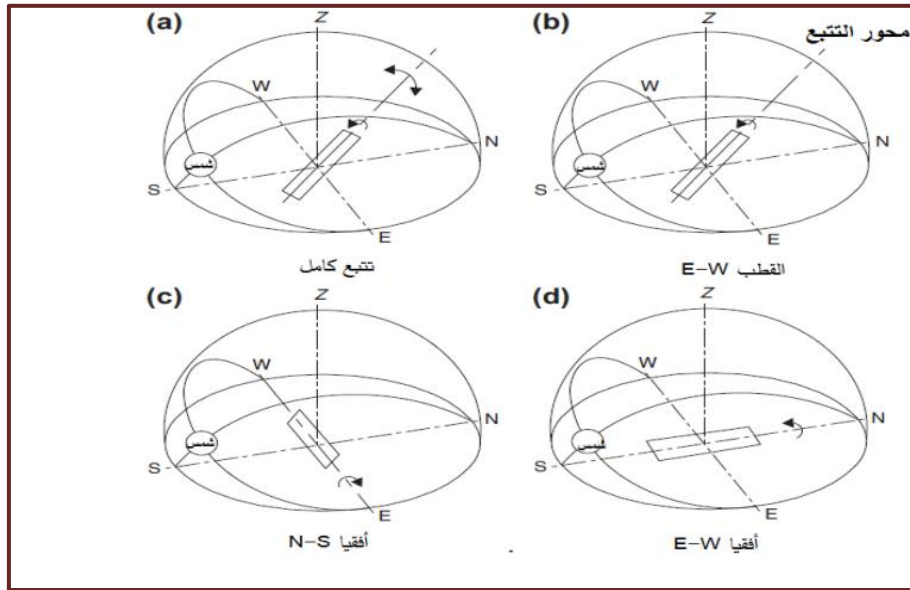 (a)
Z
W
N
شمس
S
E
تتبع كامل
(b)
محور التتبع
Z
W
N
شمس
S
E
القطب E-W
(c)
Z
W
N
شمس
S
E
أفقيا N-S
(d)
Z
W
N
شمس
S
E
أفقيا E-W